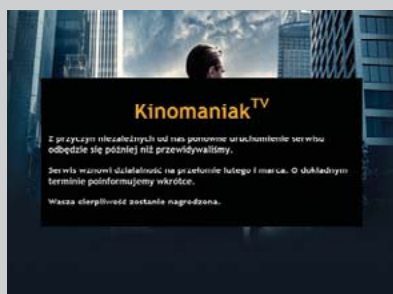 Kinomaniak TV
Z przyczyn niezależnych od nas ponowne uruchomienie serwisu
odbędzie się później niż przewidywaliśmy.
Serwis wznowi działalność na przełomie lutego i marca. O dokładnym
terminie poinformujemy wkrótce.
Wasza cierpliwość zostanie nagrodzona.